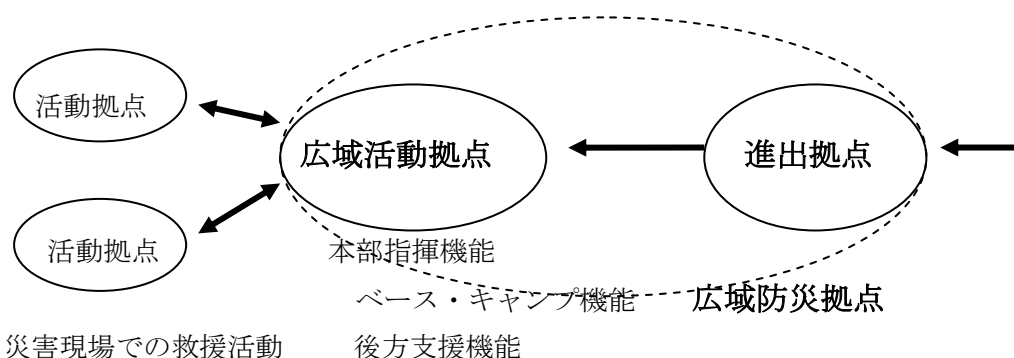 活動拠点
広域活動拠点
進出拠点
活動拠点
本部指揮機能
ベース・キャンプ機能
広域防災拠点
災害現場での救援活動
後方支援機能